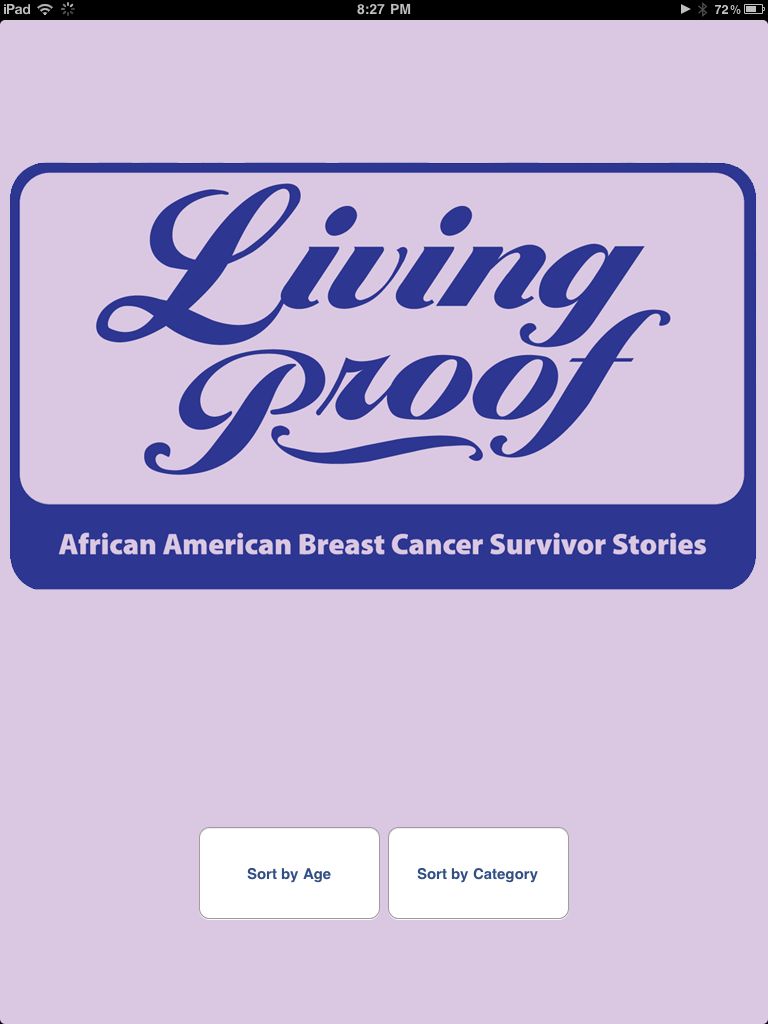 iPad 8:27 PM 72%
Living
Proof
African American Breast Cancer Survivor Stories
Sort by Age Sort by Category